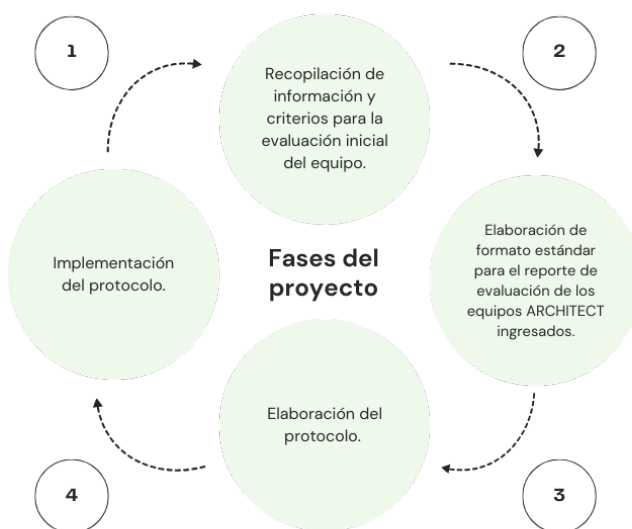 1
Recopilación de
información y
criterios para la
evaluación inicial
del equipo.
2
Elaboración de
formato estándar
para el reporte de
evaluación de los
equipos ARCHITECT
ingresados.
Fases del
proyecto
Implementación
del protocolo.
Elaboración del
protocolo.
4
3